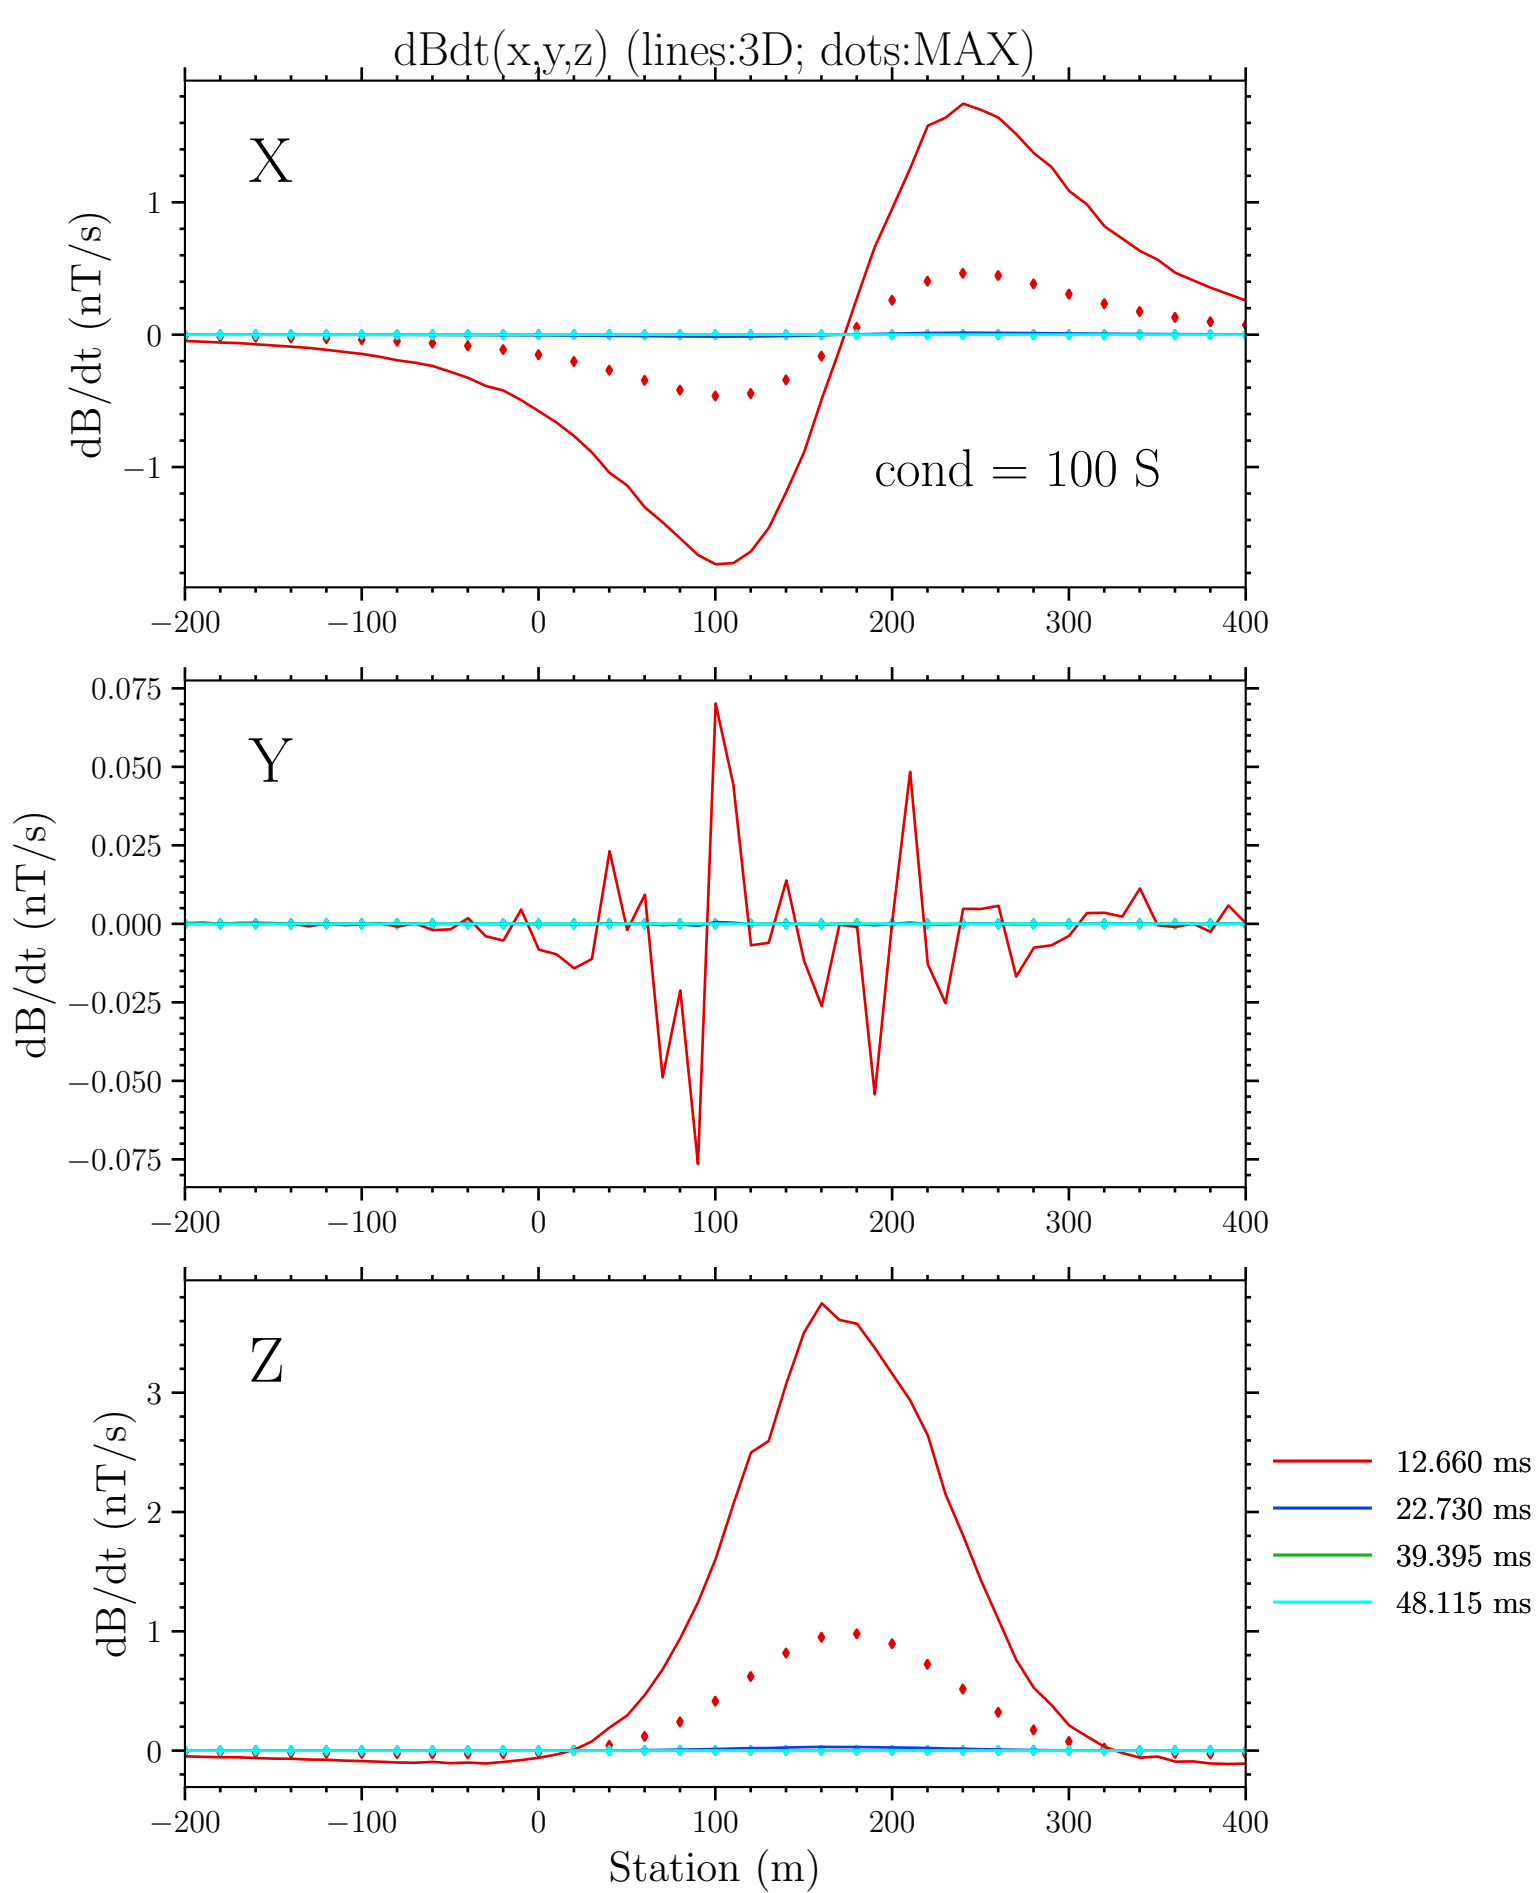 dBdt(x,y,z) (lines:3D; dots:MAX)
X
dB/dt (nT/s)
1
0
−1
cond = 100 S
−200 −100 0 100 200 300 400
Y
dB/dt (nT/s)
0.075
0.050
0.025
0.000
−0.025
−0.050
−0.075
−200 −100 0 100 200 300 400
Z
dB/dt (nT/s)
3
2
1
0
−200 −100 0 100 200 300 400
Station (m)
12.660 ms
22.730 ms
39.395 ms
48.115 ms